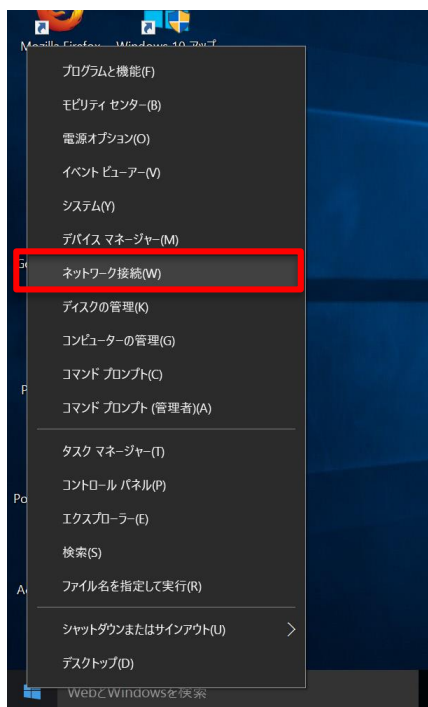 Mozilla Firefox Windows 10 アップ
プログラムと機能(F)
モビリティ センター(B)
電源オプション(O)
イベント ビューアー(V)
システム(Y)
デバイス マネージャー(M)
ネットワーク接続(W)
ディスクの管理(K)
コンピューターの管理(G)
コマンド プロンプト(C)
コマンド プロンプト (管理者)(A)
タスク マネージャー(T)
コントロール パネル(P)
Po
エクスプローラー(E)
検索(S)
ファイル名を指定して実行(R)
シャットダウンまたはサインアウト(U)
デスクトップ(D)
WebとWindowsを検索